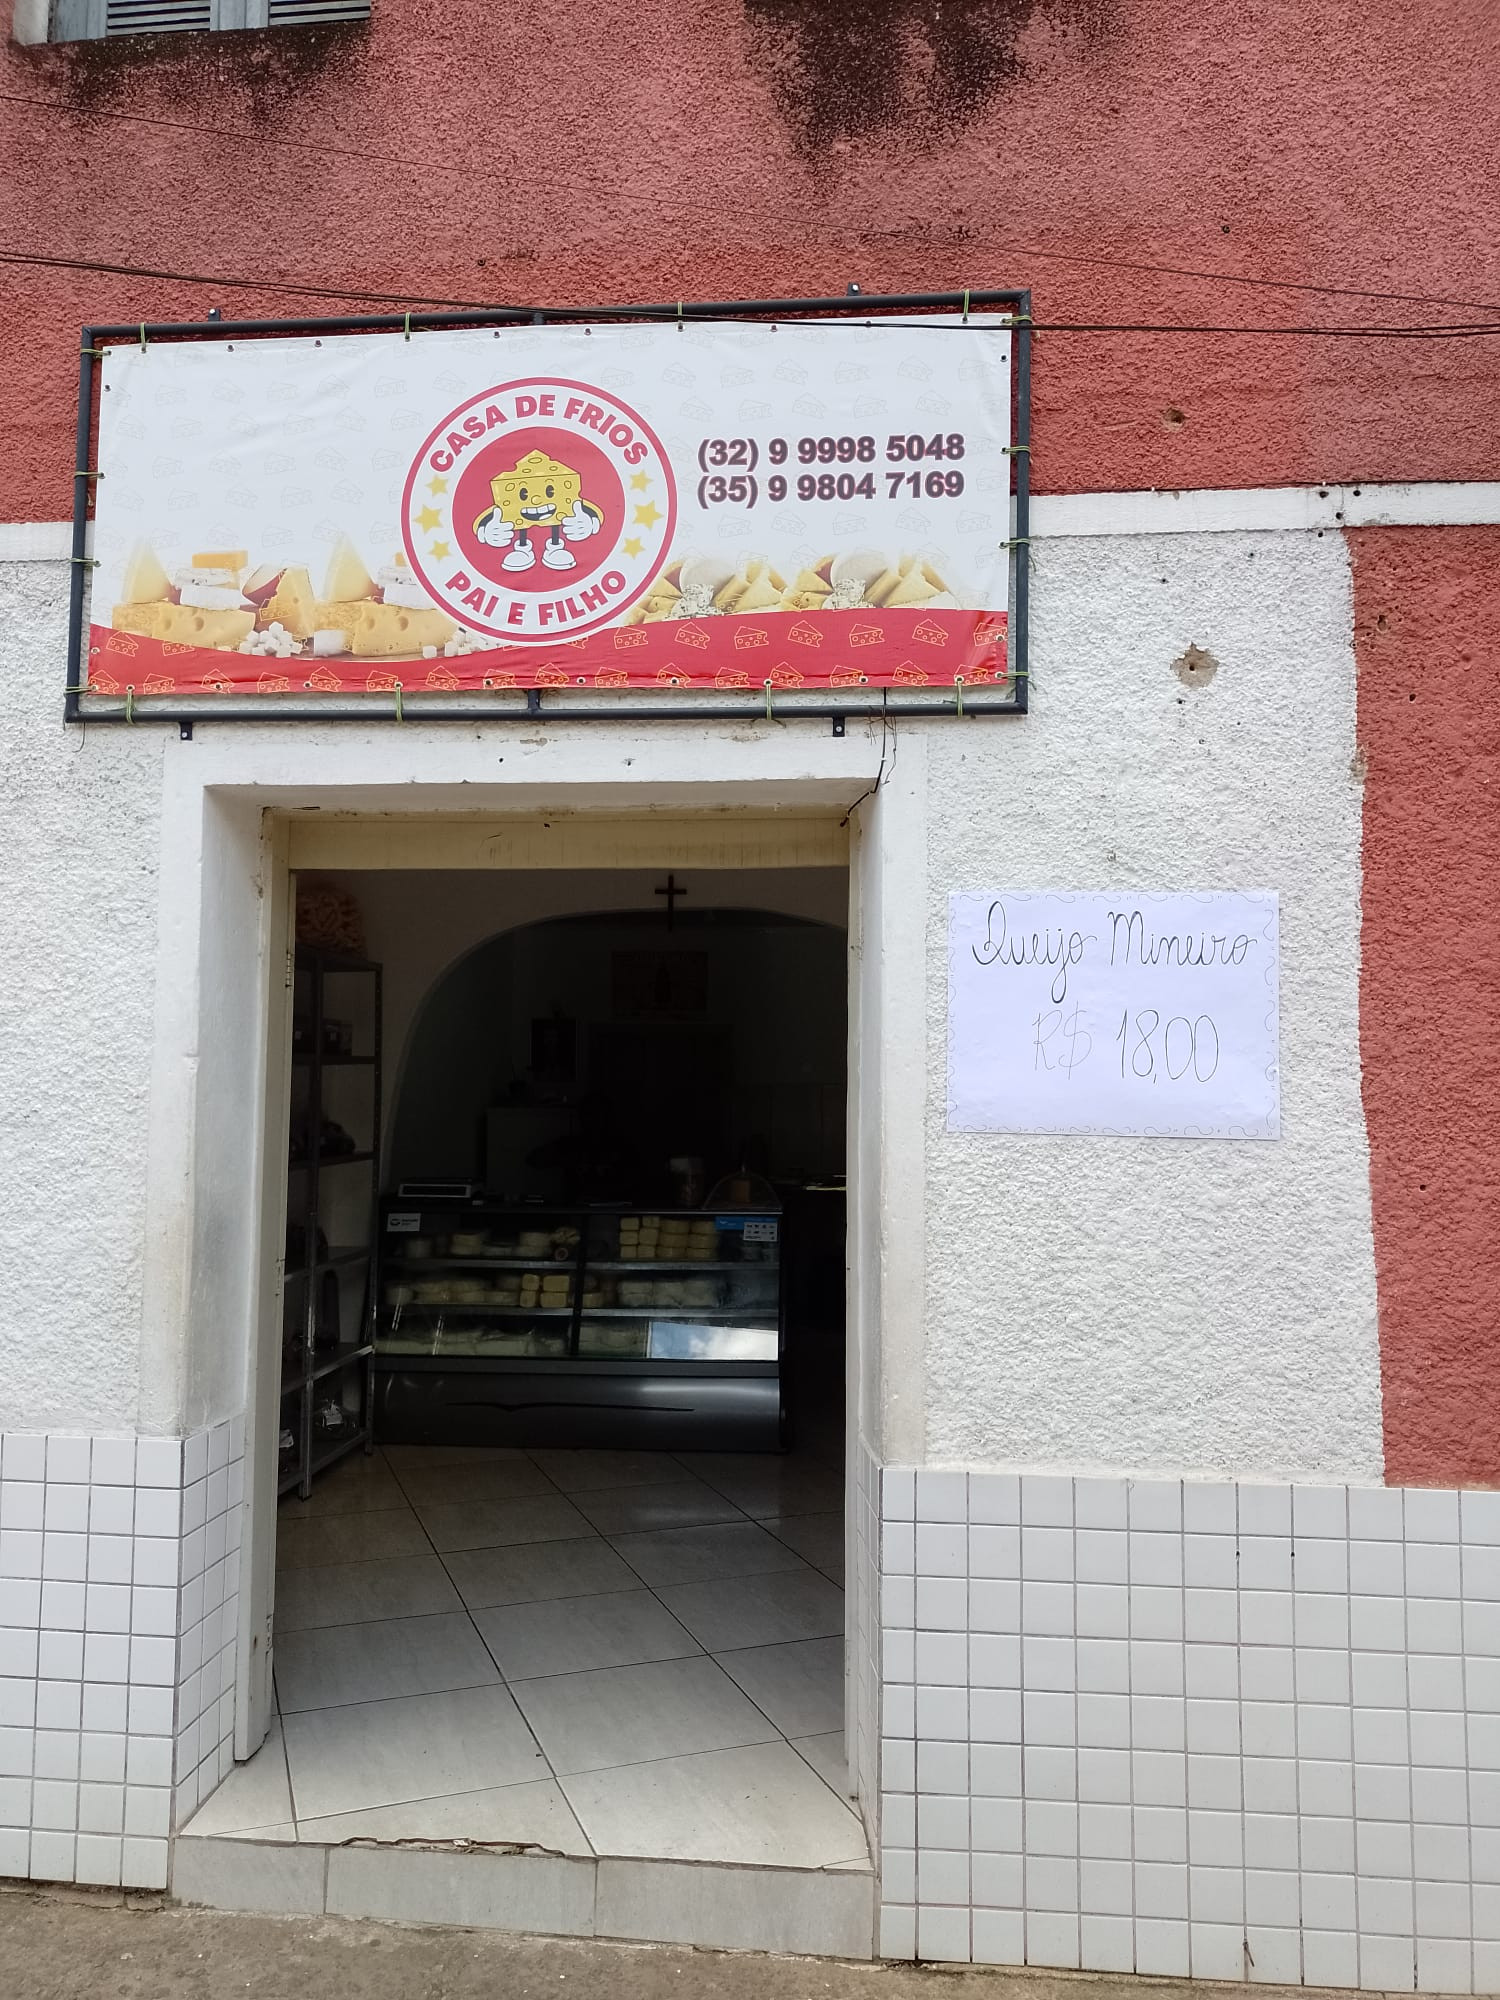 CASA DE FRIOS
PAI E FILHO
(32) 9 9998 5048
(35) 9 9804 7169
Queijo Mineiro
R$ 18,00